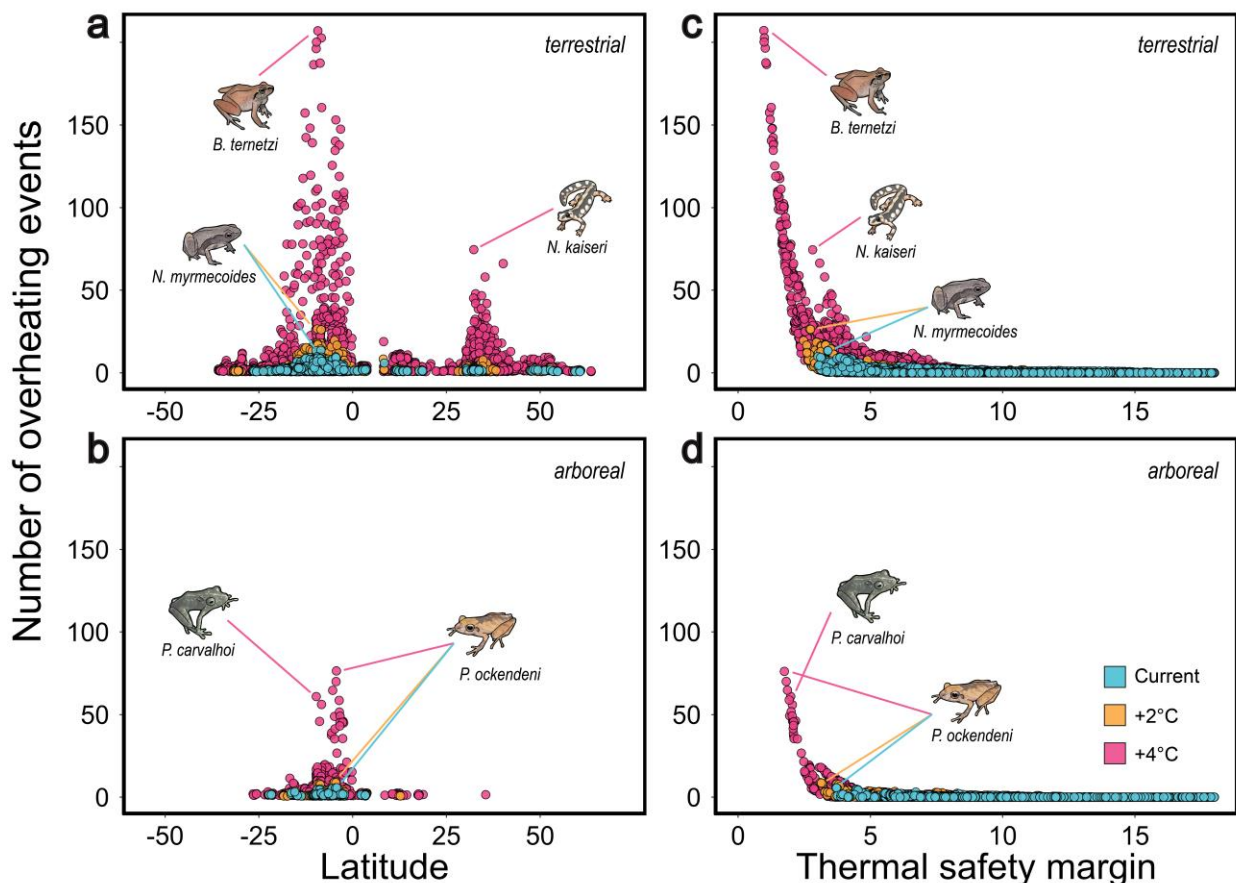 Number of overheating events
a
terrestrial
B. ternetzi
N. myrmecoides
N. kaiseri
150
100
50
0
-50
-25
0
25
50
c
terrestrial
B. ternetzi
N. kaiseri
N. myrmecoides
150
100
50
0
0
5
10
15
b
arboreal
P. carvalhoi
P. ockendeni
150
100
50
0
-50
-25
0
25
50
Latitude
d
arboreal
P. carvalhoi
P. ockendeni
Current
+2°C
+4°C
150
100
50
0
0
5
10
15
Thermal safety margin